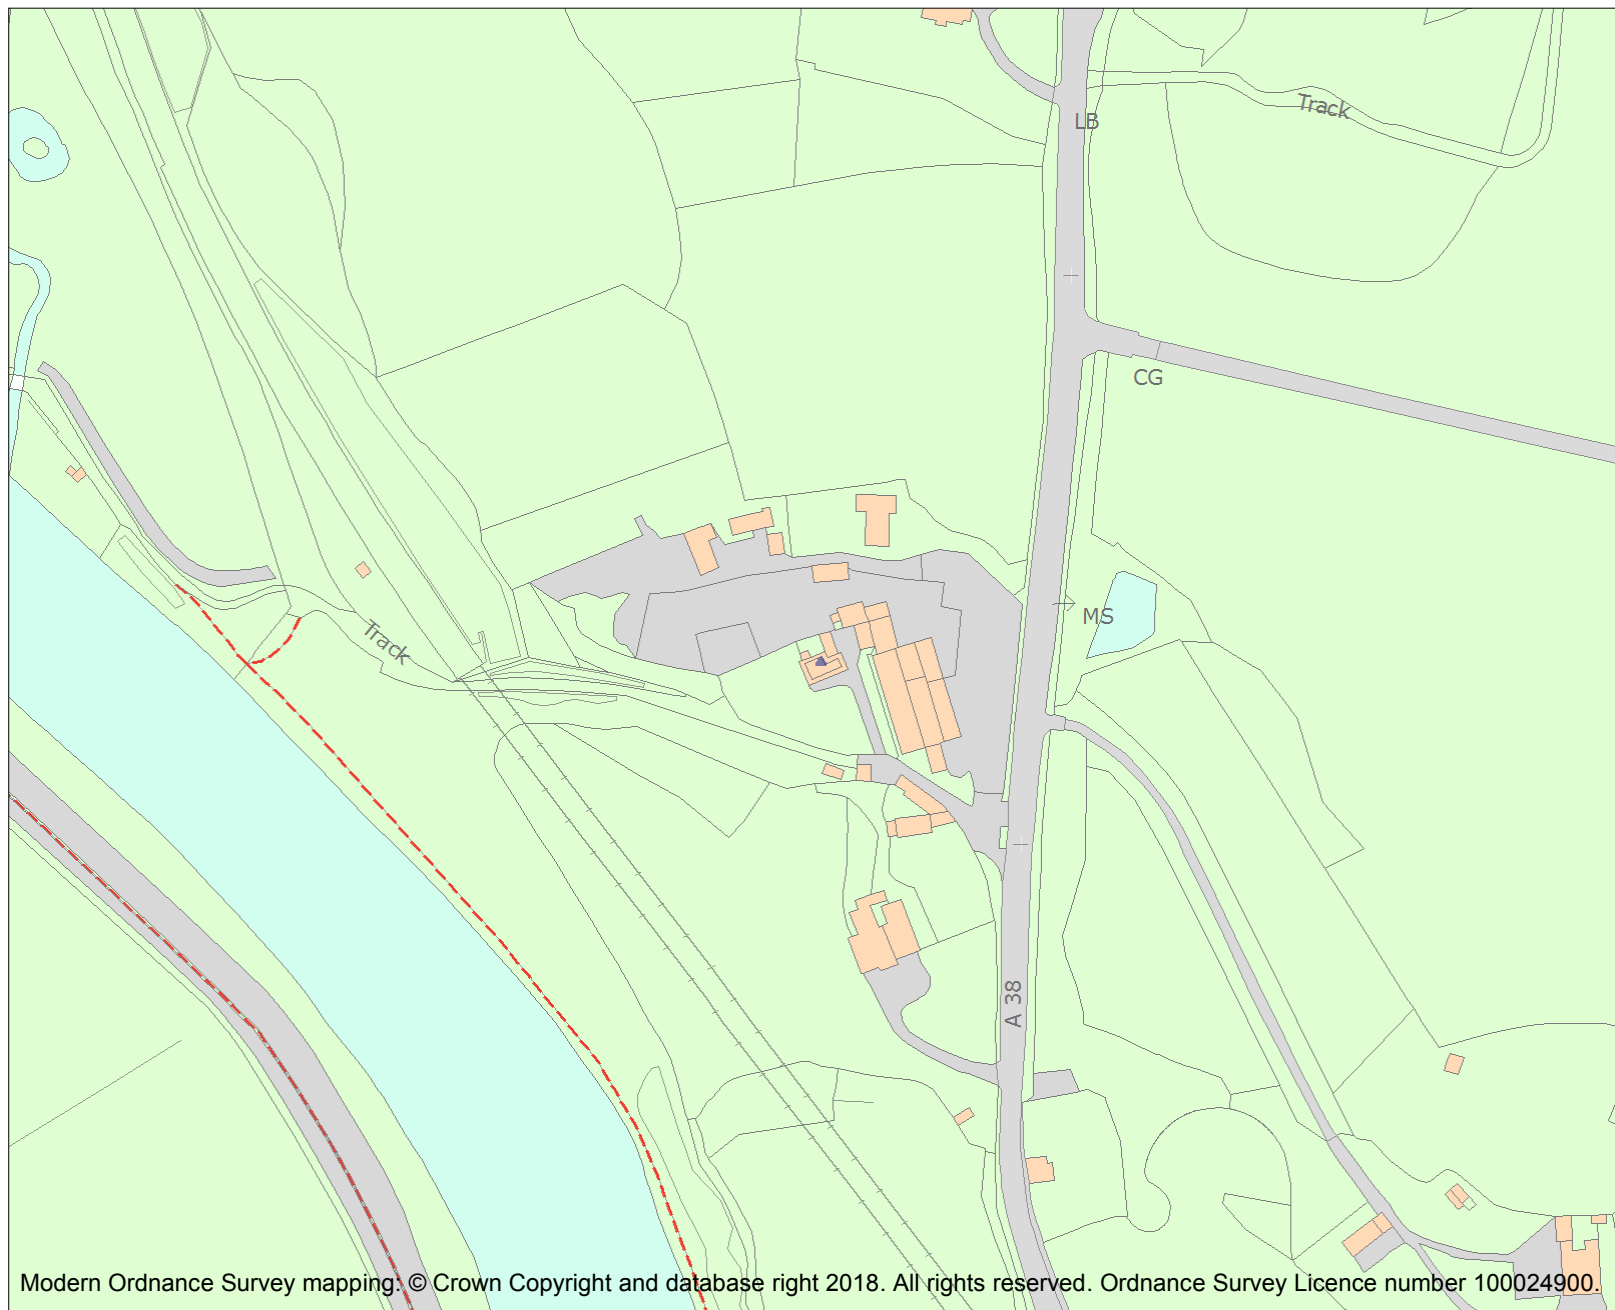 Track
LB
CG
MS
Track
A 38
Modern Ordnance Survey mapping: © Crown Copyright and database right 2018. All rights reserved. Ordnance Survey Licence number 100024900.